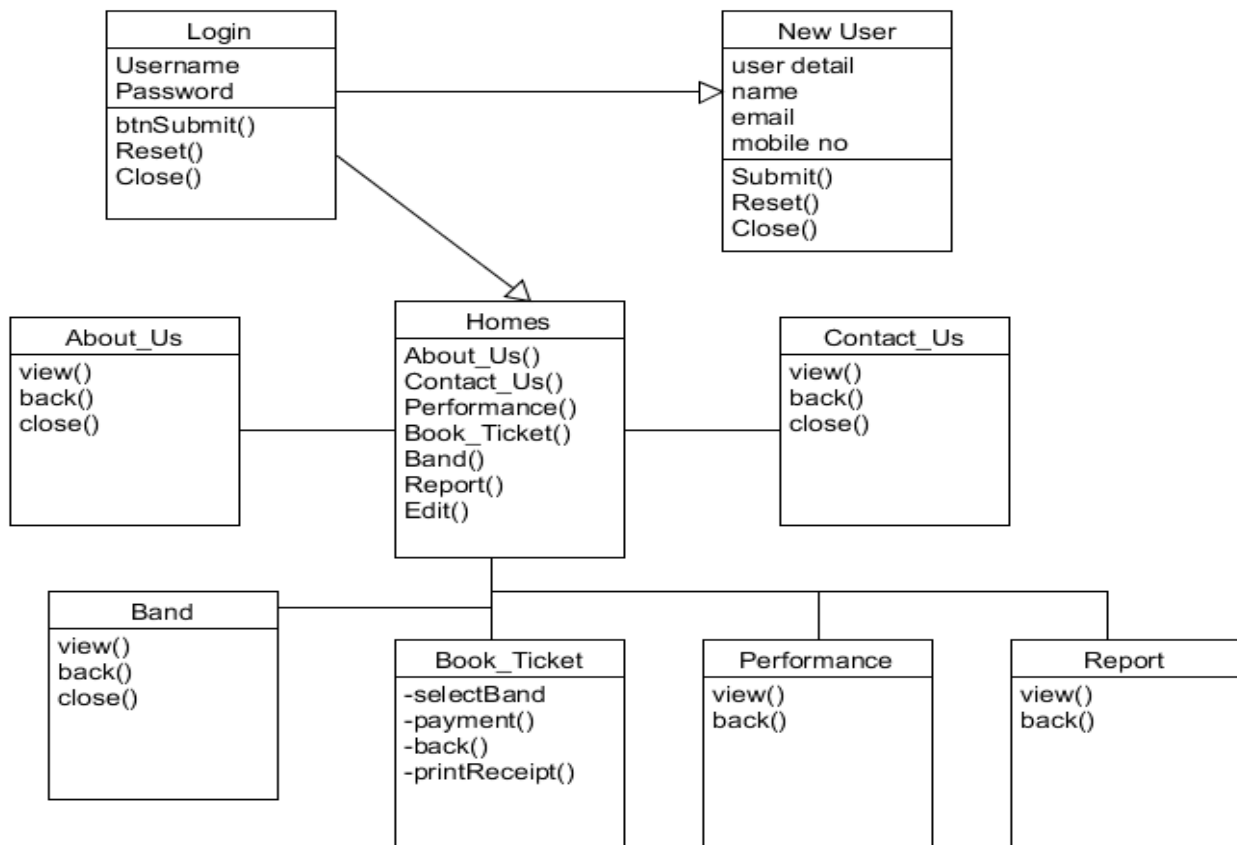 Login
Username
Password
btnSubmit()
Reset()
Close()
New User
user detail
name
email
mobile no
Submit()
Reset()
Close()
About_Us
view()
back()
close()
Homes
About_Us()
Contact_Us()
Performance()
Book_Ticket()
Band()
Report()
Edit()
Contact_Us
view()
back()
close()
Band
view()
back()
close()
Book_Ticket
-selectBand
-payment()
-back()
-printReceipt()
Performance
view()
back()
Report
view()
back()